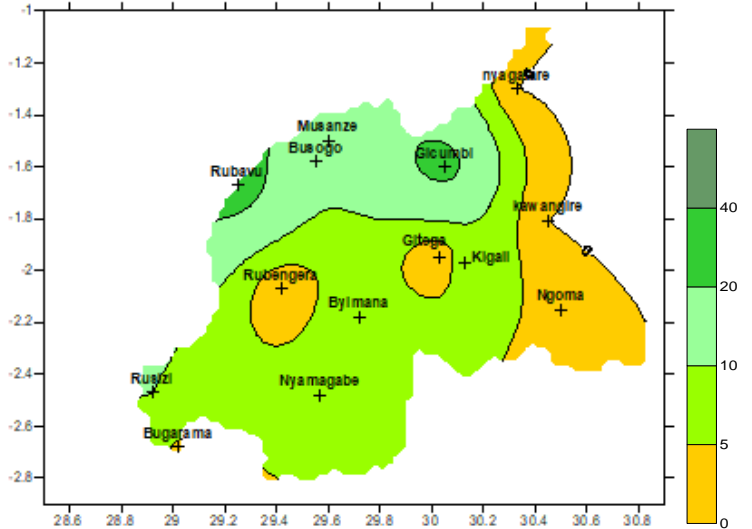 -1
-1.2
nyagatare
-1.4
Musanze
Busogo
Gicumbi
40
-1.6
Rubavu
-1.8
kawangire
Gitega
Kigali
-2
Rubengera
20
Ngoma
Byimana
-2.2
10
-2.4
Rusizi
Nyamagabe
Bugarama
-2.6
5
-2.8
0
28.6 28.8 29 29.2 29.4 29.6 29.8 30 30.2 30.4 30.6 30.8